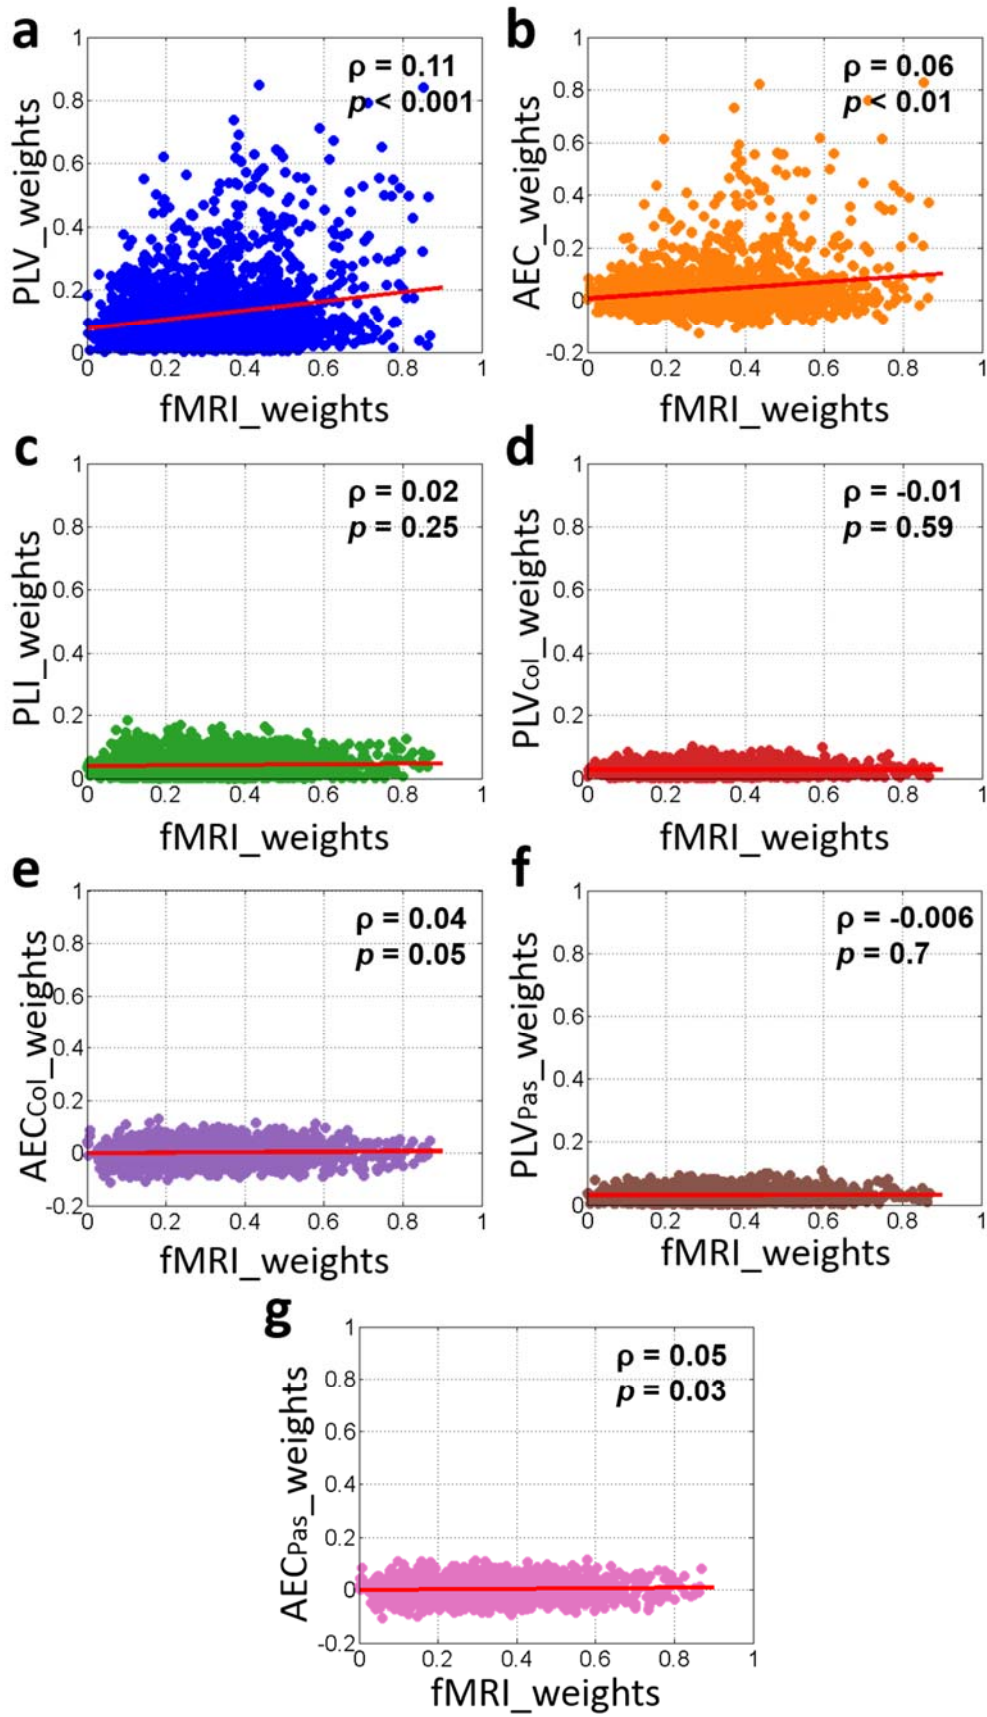 a
ρ = 0.11
p < 0.001
1
0.8
0.6
0.4
0.2
0
0 0.2 0.4 0.6 0.8 1
PLV_weights
fMRI_weights
b
ρ = 0.06
p < 0.01
1
0.8
0.6
0.4
0.2
0
-0.2
0 0.2 0.4 0.6 0.8 1
AEC_weights
fMRI_weights
c
ρ = 0.02
p = 0.25
1
0.8
0.6
0.4
0.2
0
0 0.2 0.4 0.6 0.8 1
PLI_weights
fMRI_weights
d
ρ = -0.01
p = 0.59
1
0.8
0.6
0.4
0.2
0
0 0.2 0.4 0.6 0.8 1
PLVCol_weights
fMRI_weights
e
ρ = 0.04
p = 0.05
1
0.8
0.6
0.4
0.2
0
-0.2
0 0.2 0.4 0.6 0.8 1
AECCol_weights
fMRI_weights
f
ρ = -0.006
p = 0.7
1
0.8
0.6
0.4
0.2
0
0 0.2 0.4 0.6 0.8 1
PLVPas_weights
fMRI_weights
g
ρ = 0.05
p = 0.03
1
0.8
0.6
0.4
0.2
0
-0.2
0 0.2 0.4 0.6 0.8 1
AECPas_weights
fMRI_weights